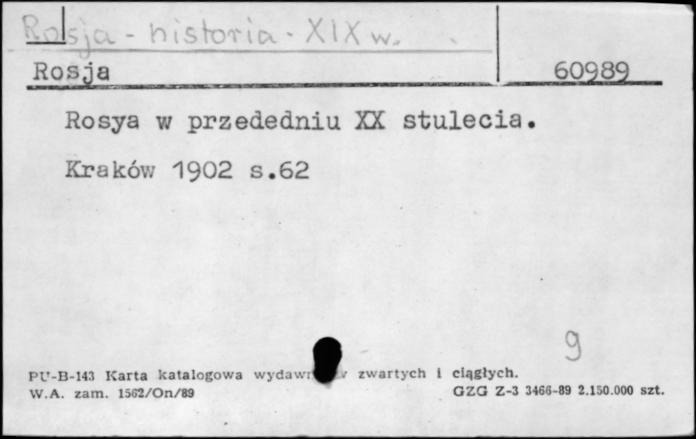 Rosja - historia - XIX w.
Rosja 60989
Rosya w przededniu XX stulecia.
Kraków 1902 s.62
9
PU-B-143 Karta katalogowa zwartych i ciągłych.
W.A. zam. 1562/On/89 GZG Z-3 3466-89 2.150.000 szt.